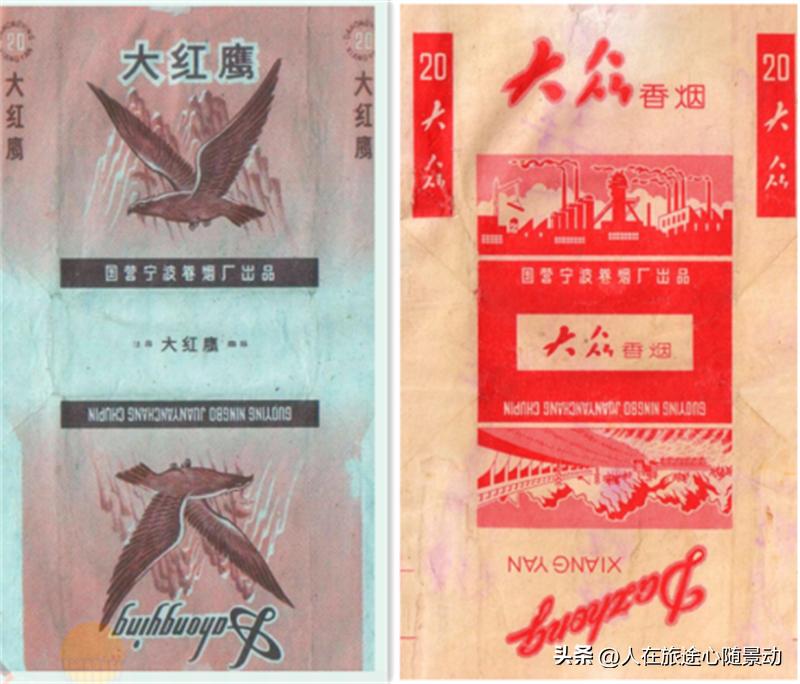 20
大红鹰
大红鹰
20
大红鹰
国营宁波卷烟厂出品
大红鹰
GUOYING NINGBO JUANYANCHANG CHUPIN
Dahongying
20
大众
大众香烟
20
大众
国营宁波卷烟厂出品
大众香烟
GUOYING NINGBO JUANYANCHANG CHUPIN
XIANG YAN
Dazhong
头条 @人在旅途心随景动